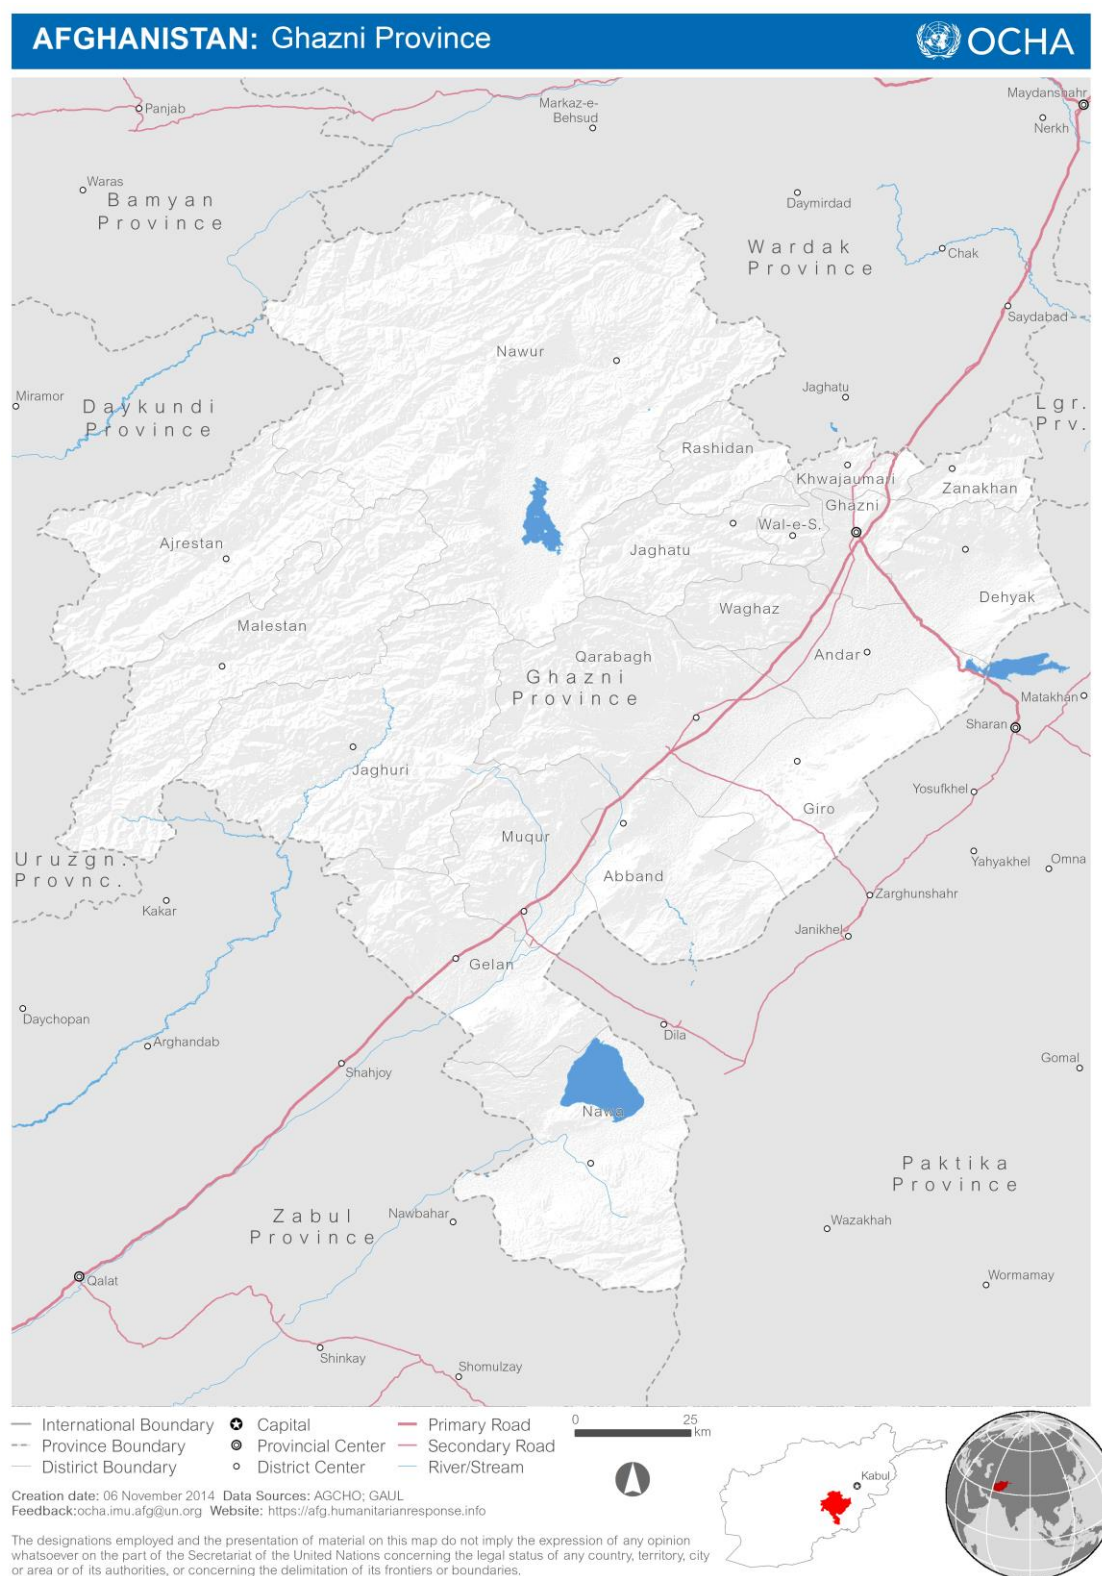 AFGHANISTAN: Ghazni Province
OCHA
Maydanshahr
Panjab
Markaz-e-
Behsud
Nerkh
Waras
Bamyan
Province
Daymirdad
Wardak
Province
Chak
Saydabad
Nawur
Miramor
Daykundi
Province
Jaghatu
Lgr.
Prv.
Rashidan
Khwajaumari
Zanakhan
Ghazni
Wal-e-S.
Ajrestan
Jaghatu
Dehyak
Waghaz
Malestan
Qarabagh
Andar
Ghazni
Province
Matakhan
Sharan
Jaghuri
Yosufkhel
Giro
Muqur
Uruzgn.
Provnc.
Yahyakhel
Omna
Abband
Zarghunshahr
Kakar
Janikhel
Gelan
Daychopan
Dila
Arghandab
Gomal
Shahjoy
Nawa
Paktika
Province
Zabul
Province
Nawbahar
Wazakhah
Qalat
Wormamay
Shinkay
Shomulzay
International Boundary
Capital
Primary Road
0 25
km
Province Boundary
Provincial Center
Secondary Road
Distirict Boundary
District Center
River/Stream
Kabul
Creation date: 06 November 2014 Data Sources: AGCHO; GAUL
Feedback:ocha.imu.afg@un.org Website: https://afg.humanitarianresponse.info
The designations employed and the presentation of material on this map do not imply the expression of any opinion
whatsoever on the part of the Secretariat of the United Nations concerning the legal status of any country, territory, city
or area or of its authorities, or concerning the delimitation of its frontiers or boundaries.